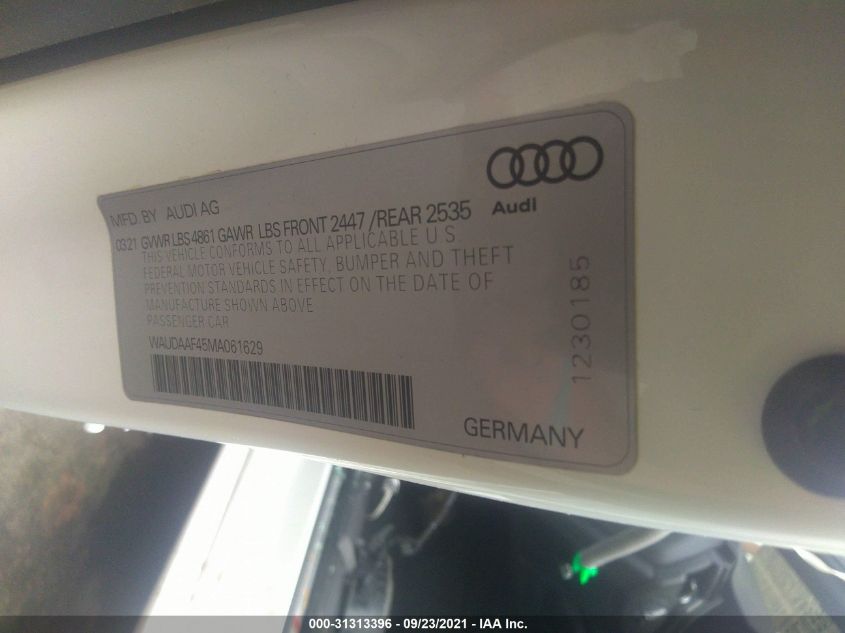 MFD BY AUDI AG
Audi
0321 GVWR LBS 4861 GAWR LBS FRONT 2447 / REAR 2535
THIS VEHICLE CONFORMS TO ALL APPLICABLE U.S.
FEDERAL MOTOR VEHICLE SAFETY, BUMPER AND THEFT
PREVENTION STANDARDS IN EFFECT ON THE DATE OF
MANUFACTURE SHOWN ABOVE
PASSENGER CAR
WAUDAAF45MA061629
1230185
GERMANY
000-31313396 - 09/23/2021 - IAA Inc.